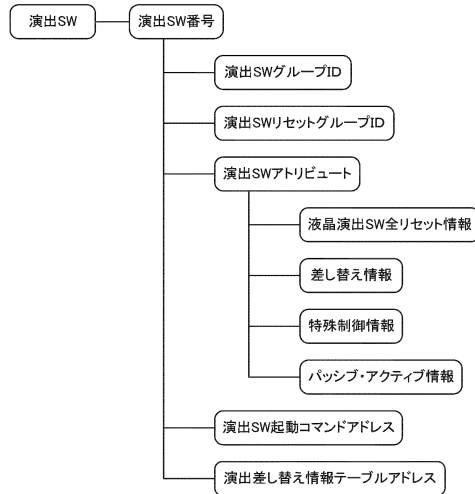 演出SW
演出SW番号
演出SWグループID
演出SWリセットグループID
演出SWアトリビュート
液晶演出SW全リセット情報
差し替え情報
特殊制御情報
パッシブ・アクティブ情報
演出SW起動コマンドアドレス
演出差し替え情報テーブルアドレス